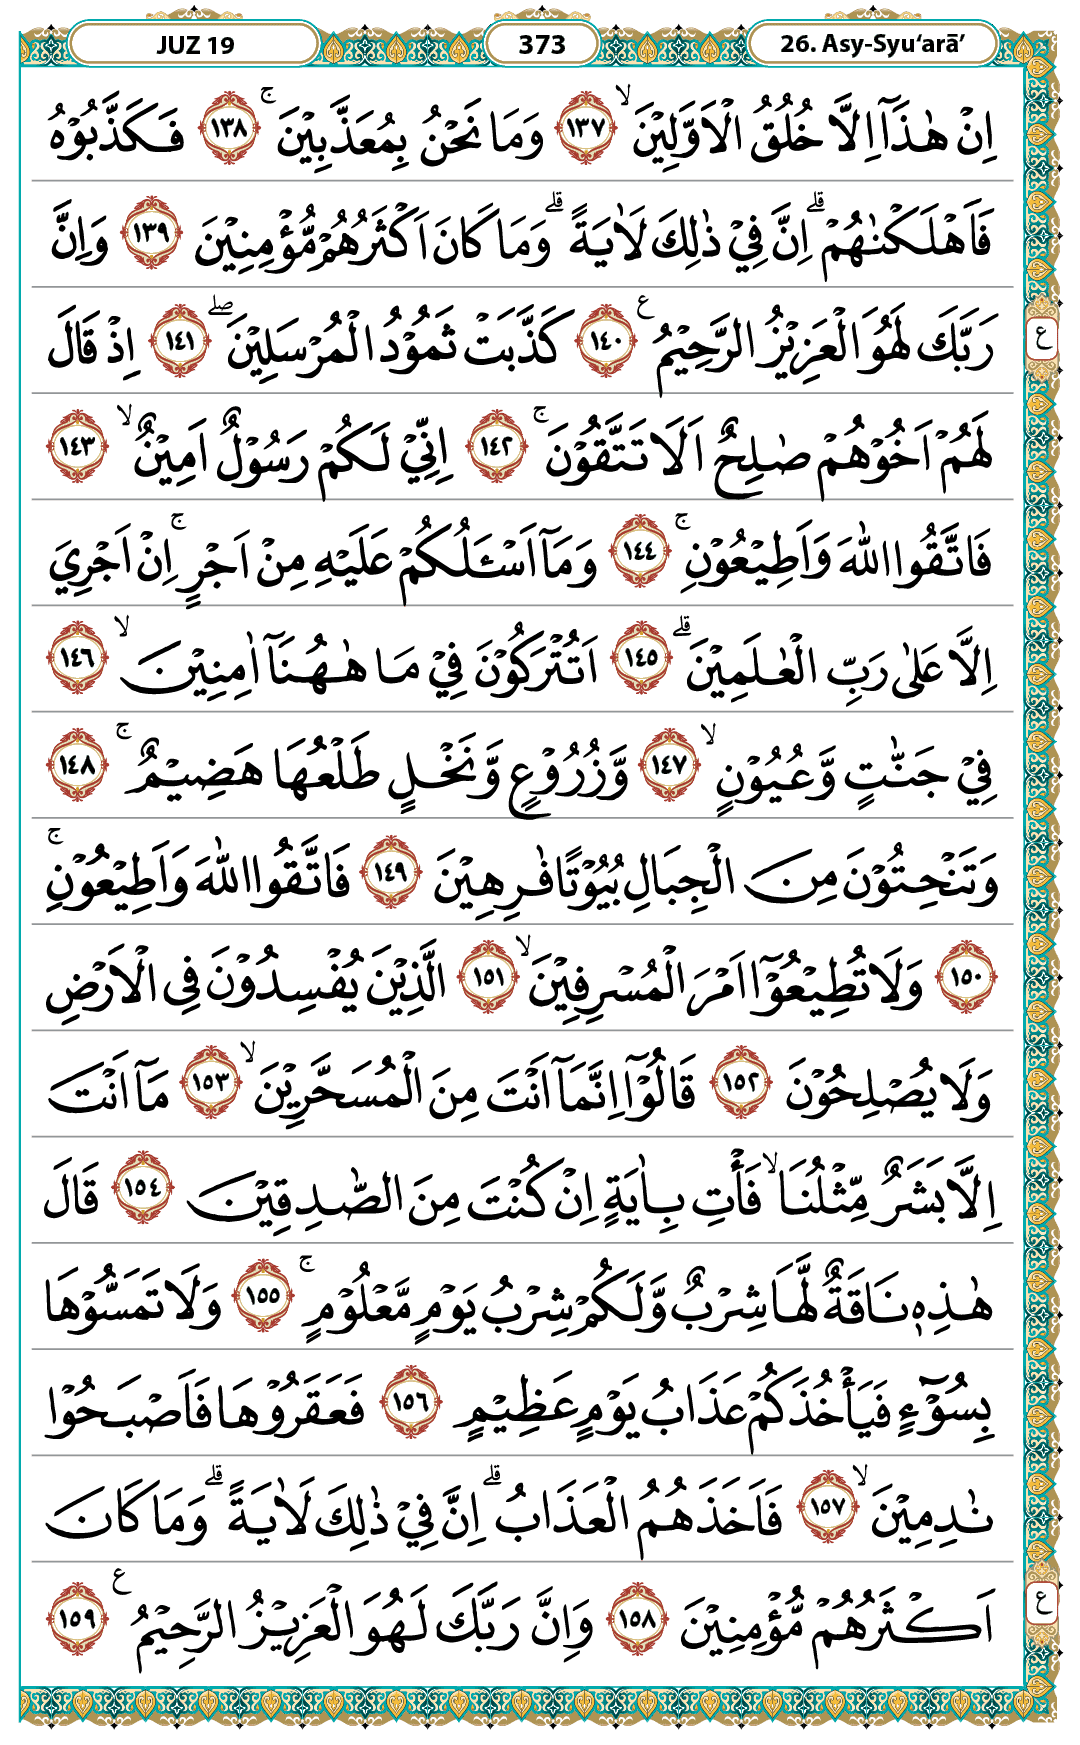 JUZ 19
373
26. Asy-Syu‘arā’
اِنْ هٰذَآ اِلَّا خُلُقُ الْاَوَّلِيْنَ ۙ ١٣٧ وَمَا نَحْنُ بِمُعَذَّبِيْنَ ۚ ١٣٨ فَكَذَّبُوْهُ
فَاَهْلَكْنٰهُمْ ۗ اِنَّ فِيْ ذٰلِكَ لَاٰيَةً ۗ وَمَا كَانَ اَكْثَرُهُمْ مُّؤْمِنِيْنَ ١٣٩ وَاِنَّ
رَبَّكَ لَهُوَ الْعَزِيْزُ الرَّحِيْمُ ࣖ ١٤٠ كَذَّبَتْ ثَمُوْدُ الْمُرْسَلِيْنَ ۖ ١٤١ اِذْ قَالَ
ع
لَهُمْ اَخُوْهُمْ صٰلِحٌ اَلَا تَتَّقُوْنَ ۚ ١٤٢ اِنِّيْ لَكُمْ رَسُوْلٌ اَمِيْنٌ ۙ ١٤٣
فَاتَّقُوا اللّٰهَ وَاَطِيْعُوْنِ ۚ ١٤٤ وَمَآ اَسْـَٔلُكُمْ عَلَيْهِ مِنْ اَجْرٍ ۚ اِنْ اَجْرِيَ
اِلَّا عَلٰى رَبِّ الْعٰلَمِيْنَ ۗ ١٤٥ اَتُتْرَكُوْنَ فِيْ مَا هٰهُنَآ اٰمِنِيْنَ ۙ ١٤٦
فِيْ جَنّٰتٍ وَّعُيُوْنٍ ۙ ١٤٧ وَّزُرُوْعٍ وَّنَخْلٍ طَلْعُهَا هَضِيْمٌ ۚ ١٤٨
وَتَنْحِتُوْنَ مِنَ الْجِبَالِ بُيُوْتًا فٰرِهِيْنَ ١٤٩ فَاتَّقُوا اللّٰهَ وَاَطِيْعُوْنِ ۚ
١٥٠ وَلَا تُطِيْعُوْٓا اَمْرَ الْمُسْرِفِيْنَ ۙ ١٥١ الَّذِيْنَ يُفْسِدُوْنَ فِى الْاَرْضِ
وَلَا يُصْلِحُوْنَ ١٥٢ قَالُوْٓا اِنَّمَآ اَنْتَ مِنَ الْمُسَحَّرِيْنَ ۙ ١٥٣ مَآ اَنْتَ
اِلَّا بَشَرٌ مِّثْلُنَا ۙ فَأْتِ بِاٰيَةٍ اِنْ كُنْتَ مِنَ الصّٰدِقِيْنَ ١٥٤ قَالَ
هٰذِهٖ نَاقَةٌ لَّهَا شِرْبٌ وَّلَكُمْ شِرْبُ يَوْمٍ مَّعْلُوْمٍ ۚ ١٥٥ وَلَا تَمَسُّوْهَا
بِسُوْۤءٍ فَيَأْخُذَكُمْ عَذَابُ يَوْمٍ عَظِيْمٍ ١٥٦ فَعَقَرُوْهَا فَاَصْبَحُوْا
نٰدِمِيْنَ ۙ ١٥٧ فَاَخَذَهُمُ الْعَذَابُ ۗ اِنَّ فِيْ ذٰلِكَ لَاٰيَةً ۗ وَمَا كَانَ
اَكْثَرُهُمْ مُّؤْمِنِيْنَ ١٥٨ وَاِنَّ رَبَّكَ لَهُوَ الْعَزِيْزُ الرَّحِيْمُ ࣖ ١٥٩
ع